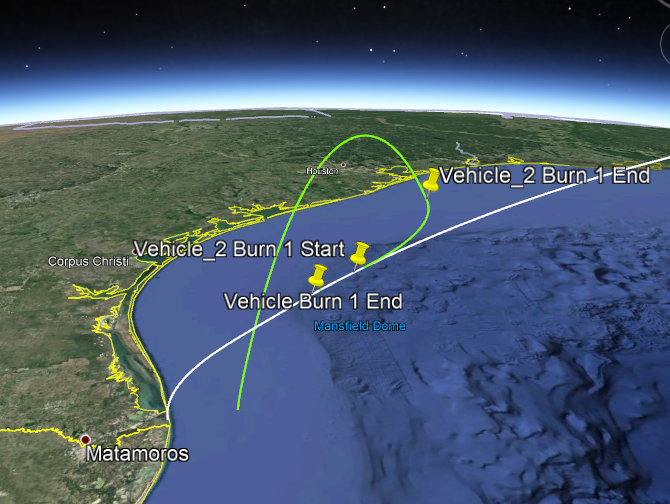 Houston
Vehicle_2 Burn 1 End
Vehicle_2 Burn 1 Start
Corpus Christi
Vehicle Burn 1 End
Mansfield Dome
Matamoros